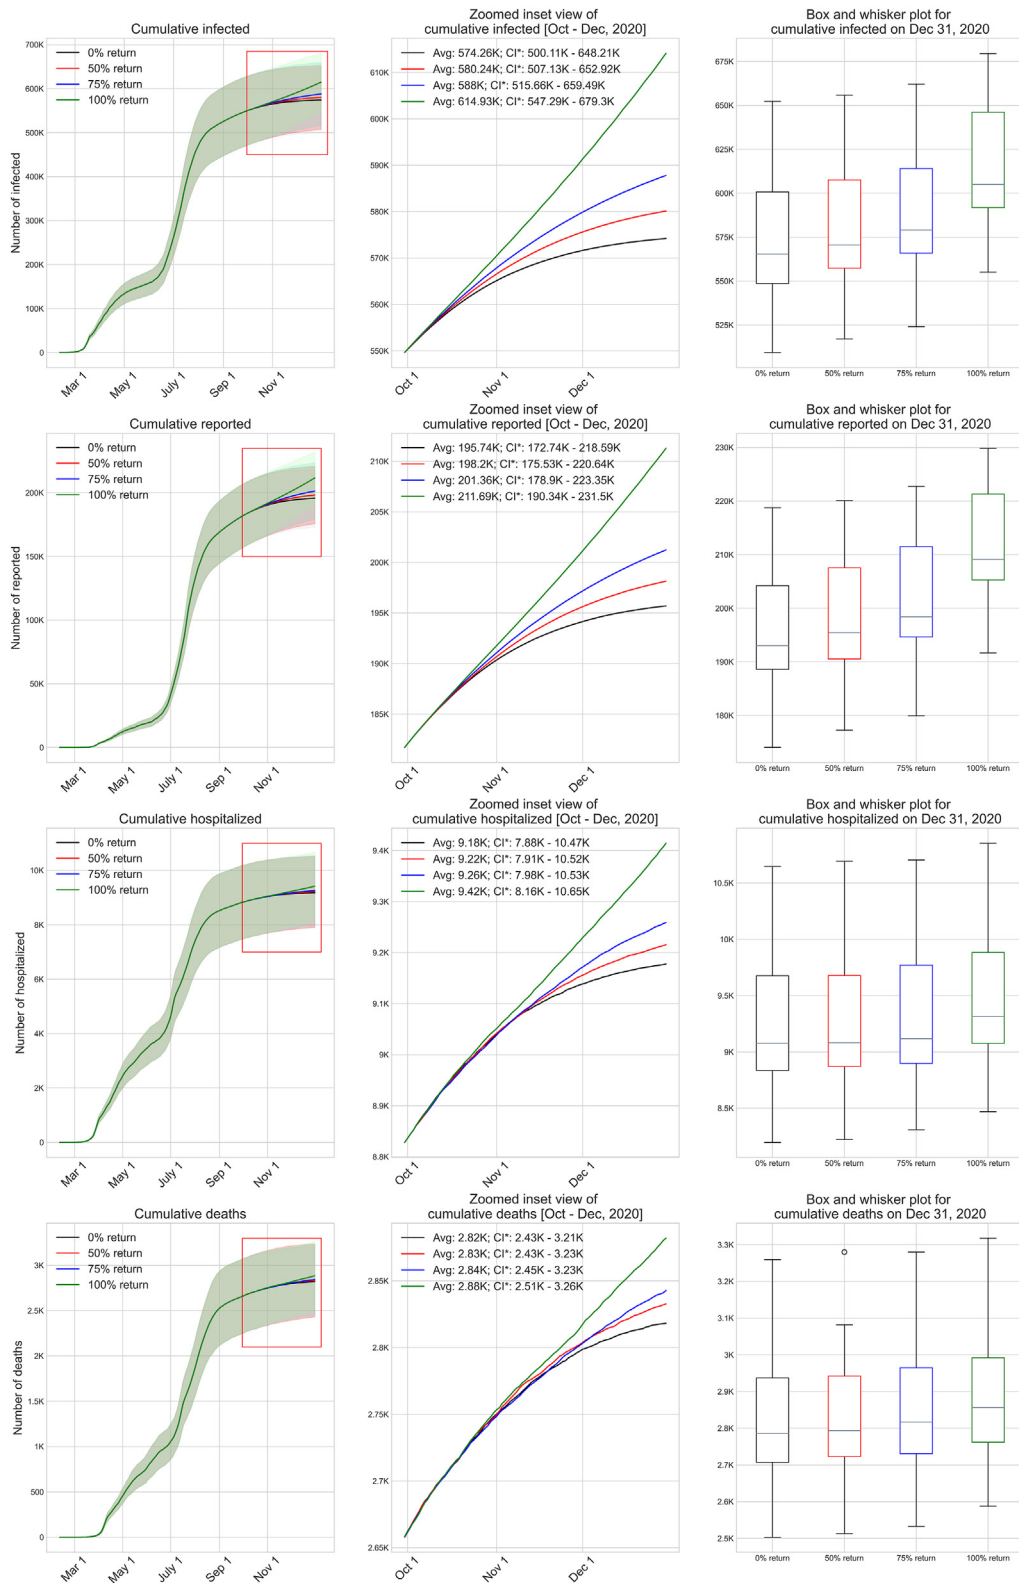 Cumulative infected
700K
600K
500K
400K
300K
200K
100K
0
Number of infected
0% return
50% return
75% return
100% return
Mar 1
May 1
July 1
Sep 1
Nov 1
Zoomed inset view of
cumulative infected [Oct - Dec, 2020]
610K
600K
590K
580K
570K
560K
550K
Avg: 574.26K; CI*: 500.11K - 648.21K
Avg: 580.24K; CI*: 507.13K - 652.92K
Avg: 588K; CI*: 515.66K - 659.49K
Avg: 614.93K; CI*: 547.29K - 679.3K
Oct 1
Nov 1
Dec 1
Box and whisker plot for
cumulative infected on Dec 31, 2020
675K
650K
625K
600K
575K
550K
525K
0% return
50% return
75% return
100% return
Cumulative reported
200K
150K
100K
50K
0
Number of reported
0% return
50% return
75% return
100% return
Mar 1
May 1
July 1
Sep 1
Nov 1
Zoomed inset view of
cumulative reported [Oct - Dec, 2020]
210K
205K
200K
195K
190K
185K
Avg: 195.74K; CI*: 172.74K - 218.59K
Avg: 198.2K; CI*: 175.53K - 220.64K
Avg: 201.36K; CI*: 178.9K - 223.35K
Avg: 211.69K; CI*: 190.34K - 231.5K
Oct 1
Nov 1
Dec 1
Box and whisker plot for
cumulative reported on Dec 31, 2020
230K
220K
210K
200K
190K
180K
0% return
50% return
75% return
100% return
Cumulative hospitalized
10K
8K
6K
4K
2K
0
Number of hospitalized
0% return
50% return
75% return
100% return
Mar 1
May 1
July 1
Sep 1
Nov 1
Zoomed inset view of
cumulative hospitalized [Oct - Dec, 2020]
9.4K
9.3K
9.2K
9.1K
9K
8.9K
8.8K
Avg: 9.18K; CI*: 7.88K - 10.47K
Avg: 9.22K; CI*: 7.91K - 10.52K
Avg: 9.26K; CI*: 7.98K - 10.53K
Avg: 9.42K; CI*: 8.16K - 10.65K
Oct 1
Nov 1
Dec 1
Box and whisker plot for
cumulative hospitalized on Dec 31, 2020
10.5K
10K
9.5K
9K
8.5K
0% return
50% return
75% return
100% return
Cumulative deaths
3K
2.5K
2K
1.5K
1K
500
0
Number of deaths
0% return
50% return
75% return
100% return
Mar 1
May 1
July 1
Sep 1
Nov 1
Zoomed inset view of
cumulative deaths [Oct - Dec, 2020]
2.85K
2.8K
2.75K
2.7K
2.65K
Avg: 2.82K; CI*: 2.43K - 3.21K
Avg: 2.83K; CI*: 2.43K - 3.23K
Avg: 2.84K; CI*: 2.45K - 3.23K
Avg: 2.88K; CI*: 2.51K - 3.26K
Oct 1
Nov 1
Dec 1
Box and whisker plot for
cumulative deaths on Dec 31, 2020
3.3K
3.2K
3.1K
3K
2.9K
2.8K
2.7K
2.6K
2.5K
0% return
50% return
75% return
100% return